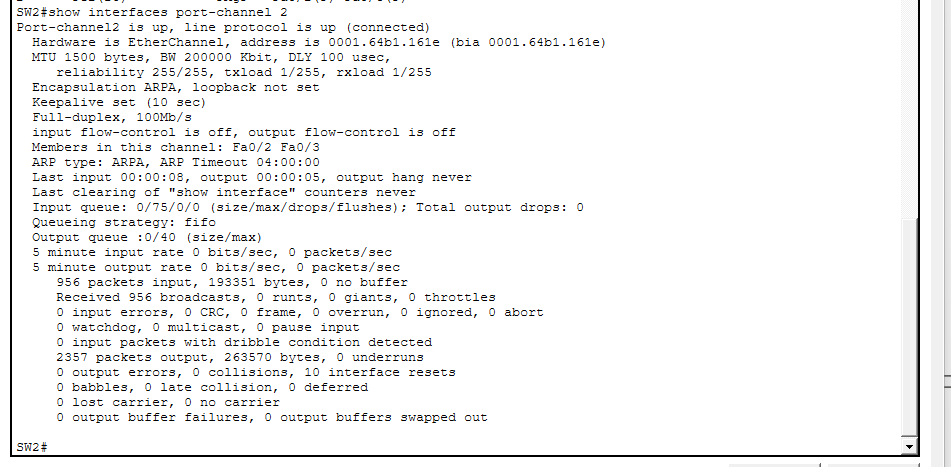 SW2#show interfaces port-channel 2
Port-channel2 is up, line protocol is up (connected)
Hardware is EtherChannel, address is 0001.64b1.161e (bia 0001.64b1.161e)
MTU 1500 bytes, BW 200000 Kbit, DLY 100 usec,
reliability 255/255, txload 1/255, rxload 1/255
Encapsulation ARPA, loopback not set
Keepalive set (10 sec)
Full-duplex, 100Mb/s
input flow-control is off, output flow-control is off
Members in this channel: Fa0/2 Fa0/3
ARP type: ARPA, ARP Timeout 04:00:00
Last input 00:00:08, output 00:00:05, output hang never
Last clearing of "show interface" counters never
Input queue: 0/75/0/0 (size/max/drops/flushes); Total output drops: 0
Queueing strategy: fifo
Output queue :0/40 (size/max)
5 minute input rate 0 bits/sec, 0 packets/sec
5 minute output rate 0 bits/sec, 0 packets/sec
956 packets input, 193351 bytes, 0 no buffer
Received 956 broadcasts, 0 runts, 0 giants, 0 throttles
0 input errors, 0 CRC, 0 frame, 0 overrun, 0 ignored, 0 abort
0 watchdog, 0 multicast, 0 pause input
0 input packets with dribble condition detected
2357 packets output, 263570 bytes, 0 underruns
0 output errors, 0 collisions, 10 interface resets
0 babbles, 0 late collision, 0 deferred
0 lost carrier, 0 no carrier
0 output buffer failures, 0 output buffers swapped out
SW2#